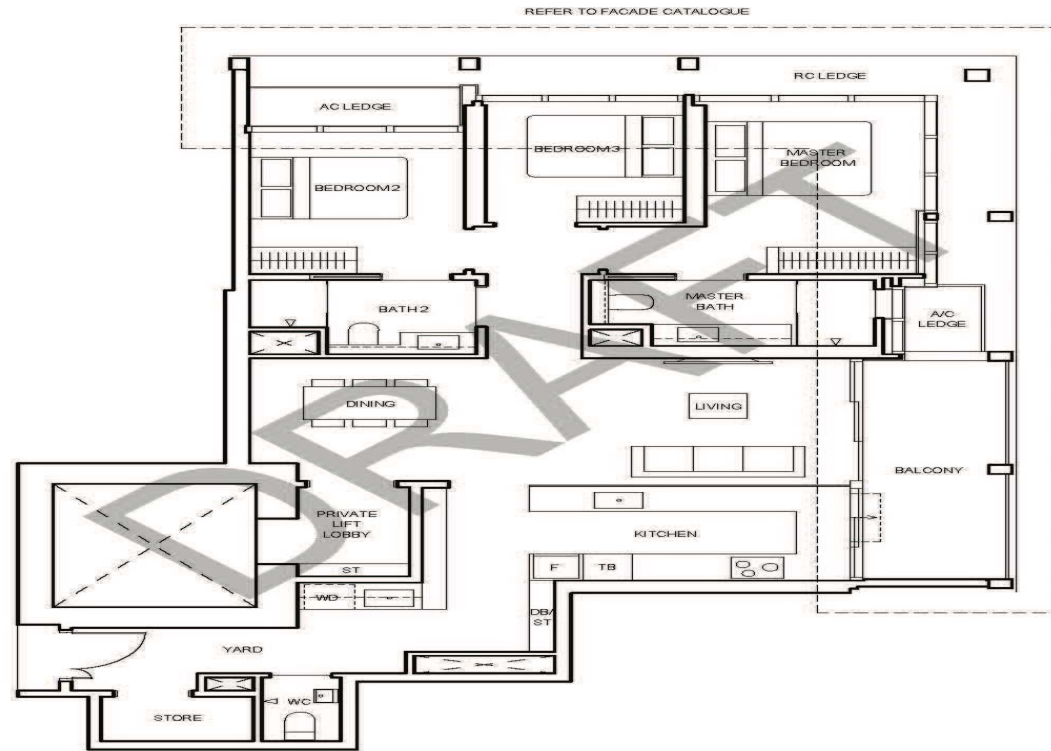 REFER TO FACADE CATALOGUE
RC LEDGE
AC LEDGE
BEDROOM 3
MASTER
BEDROOM
BEDROOM 2
BATH 2
MASTER
BATH
A/C
LEDGE
DINING
LIVING
BALCONY
PRIVATE
LIFT
LOBBY
KITCHEN
ST
F
TB
WD
DB/
ST
YARD
WC
STORE
DRAFT